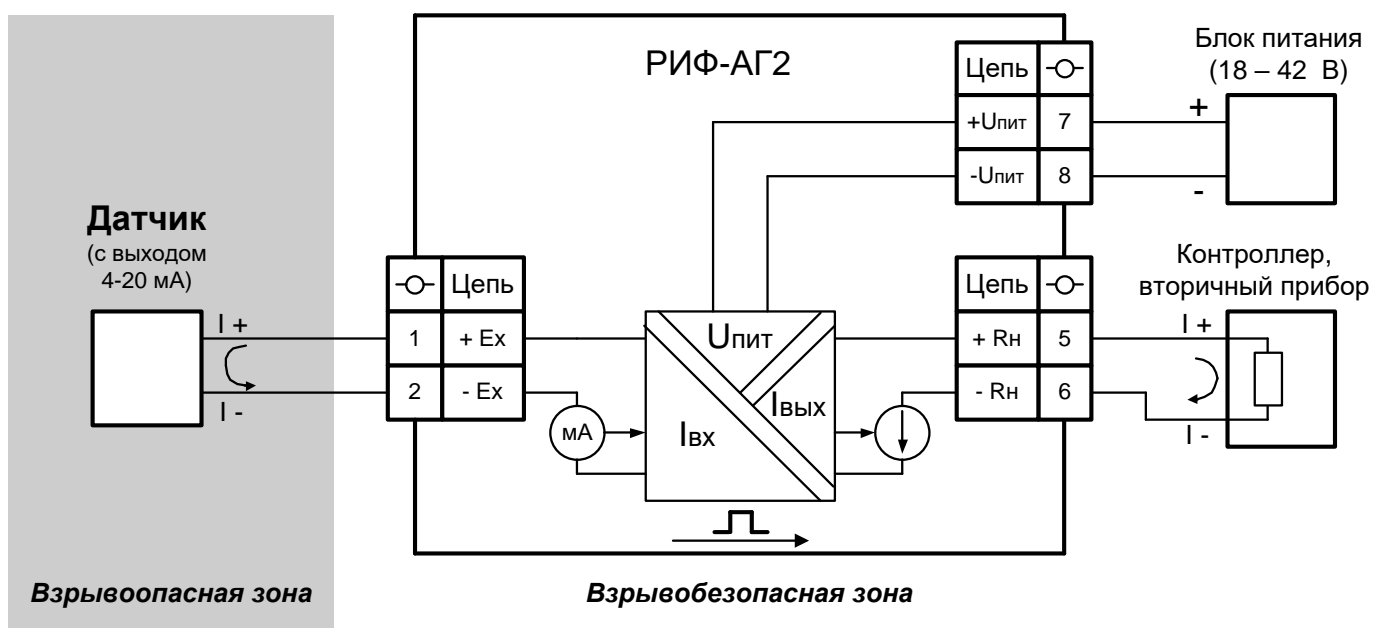 РИФ-АГ2
Блок питания
(18 – 42 В)
Цепь
+Uпит 7
-Uпит 8
+
-
Датчик
(с выходом
4-20 мА)
I +
I -
Цепь
1 + Ex
2 - Ex
мА
Uпит
Iвх
Iвых
Цепь
+ Rн 5
- Rн 6
Контроллер,
вторичный прибор
I +
I -
Взрывоопасная зона
Взрывобезопасная зона